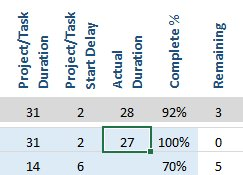 Project/Task
Duration
Project/Task
Start Delay
Actual
Duration
Complete %
Remaining
31 2 28 92% 3
31 2 27 100% 0
14 6 70% 5